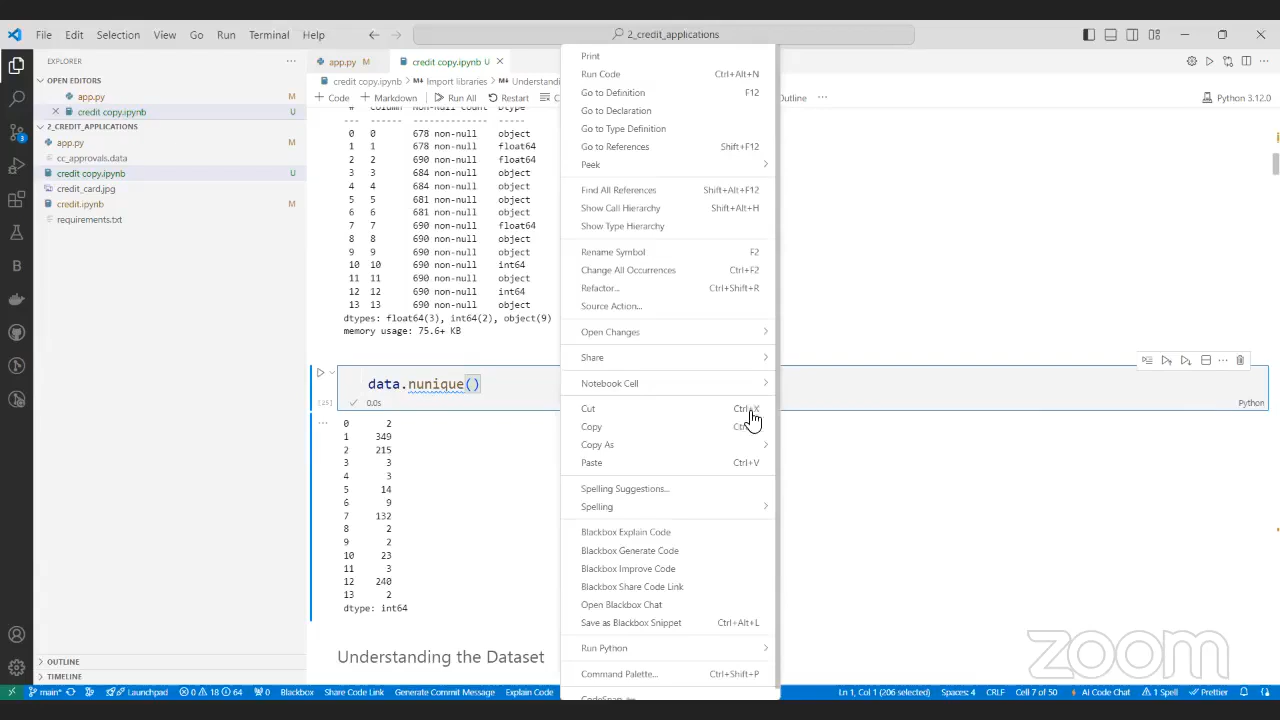 File Edit Selection View Go Run Terminal Help
2_credit_applications
EXPLORER
OPEN EDITORS
app.py M
credit copy.ipynb U
2_CREDIT_APPLICATIONS
app.py M
cc_approvals.data
credit copy.ipynb U
credit_card.jpg
credit.ipynb M
requirements.txt
OUTLINE
TIMELINE
app.py M
credit copy.ipynb U
credit copy.ipynb > Import libraries > Understandi
Code
Markdown
Run All
Restart
Outline
Python 3.12.0
# Column Non-Null Count Dtype
--- ------ -------------- -----
0 0 678 non-null object
1 1 678 non-null float64
2 2 690 non-null float64
3 3 684 non-null object
4 4 684 non-null object
5 5 681 non-null object
6 6 681 non-null object
7 7 690 non-null float64
8 8 690 non-null object
9 9 690 non-null object
10 10 690 non-null int64
11 11 690 non-null object
12 12 690 non-null int64
13 13 690 non-null object
dtypes: float64(3), int64(2), object(9)
memory usage: 75.6+ KB
data.nunique()
[25]
0.0s
Python
0 2
1 349
2 215
3 3
4 3
5 14
6 9
7 132
8 2
9 2
10 23
11 3
12 240
13 2
dtype: int64
Understanding the Dataset
Print
Run Code Ctrl+Alt+N
Go to Definition F12
Go to Declaration
Go to Type Definition
Go to References Shift+F12
Peek
Find All References Shift+Alt+F12
Show Call Hierarchy Shift+Alt+H
Show Type Hierarchy
Rename Symbol F2
Change All Occurrences Ctrl+F2
Refactor... Ctrl+Shift+R
Source Action...
Open Changes
Share
Notebook Cell
Cut Ctrl+X
Copy
Copy As
Paste Ctrl+V
Spelling Suggestions...
Spelling
Blackbox Explain Code
Blackbox Generate Code
Blackbox Improve Code
Blackbox Share Code Link
Open Blackbox Chat
Save as Blackbox Snippet Ctrl+Alt+L
Run Python
Command Palette... Ctrl+Shift+P
zoom
main* 0 18 64 0 Launchpad Blackbox Share Code Link Generate Commit Message Explain Code Ln 1, Col 1 (206 selected) Spaces: 4 CRLF Cell 7 of 50 AI Code Chat 1 Spell Prettier